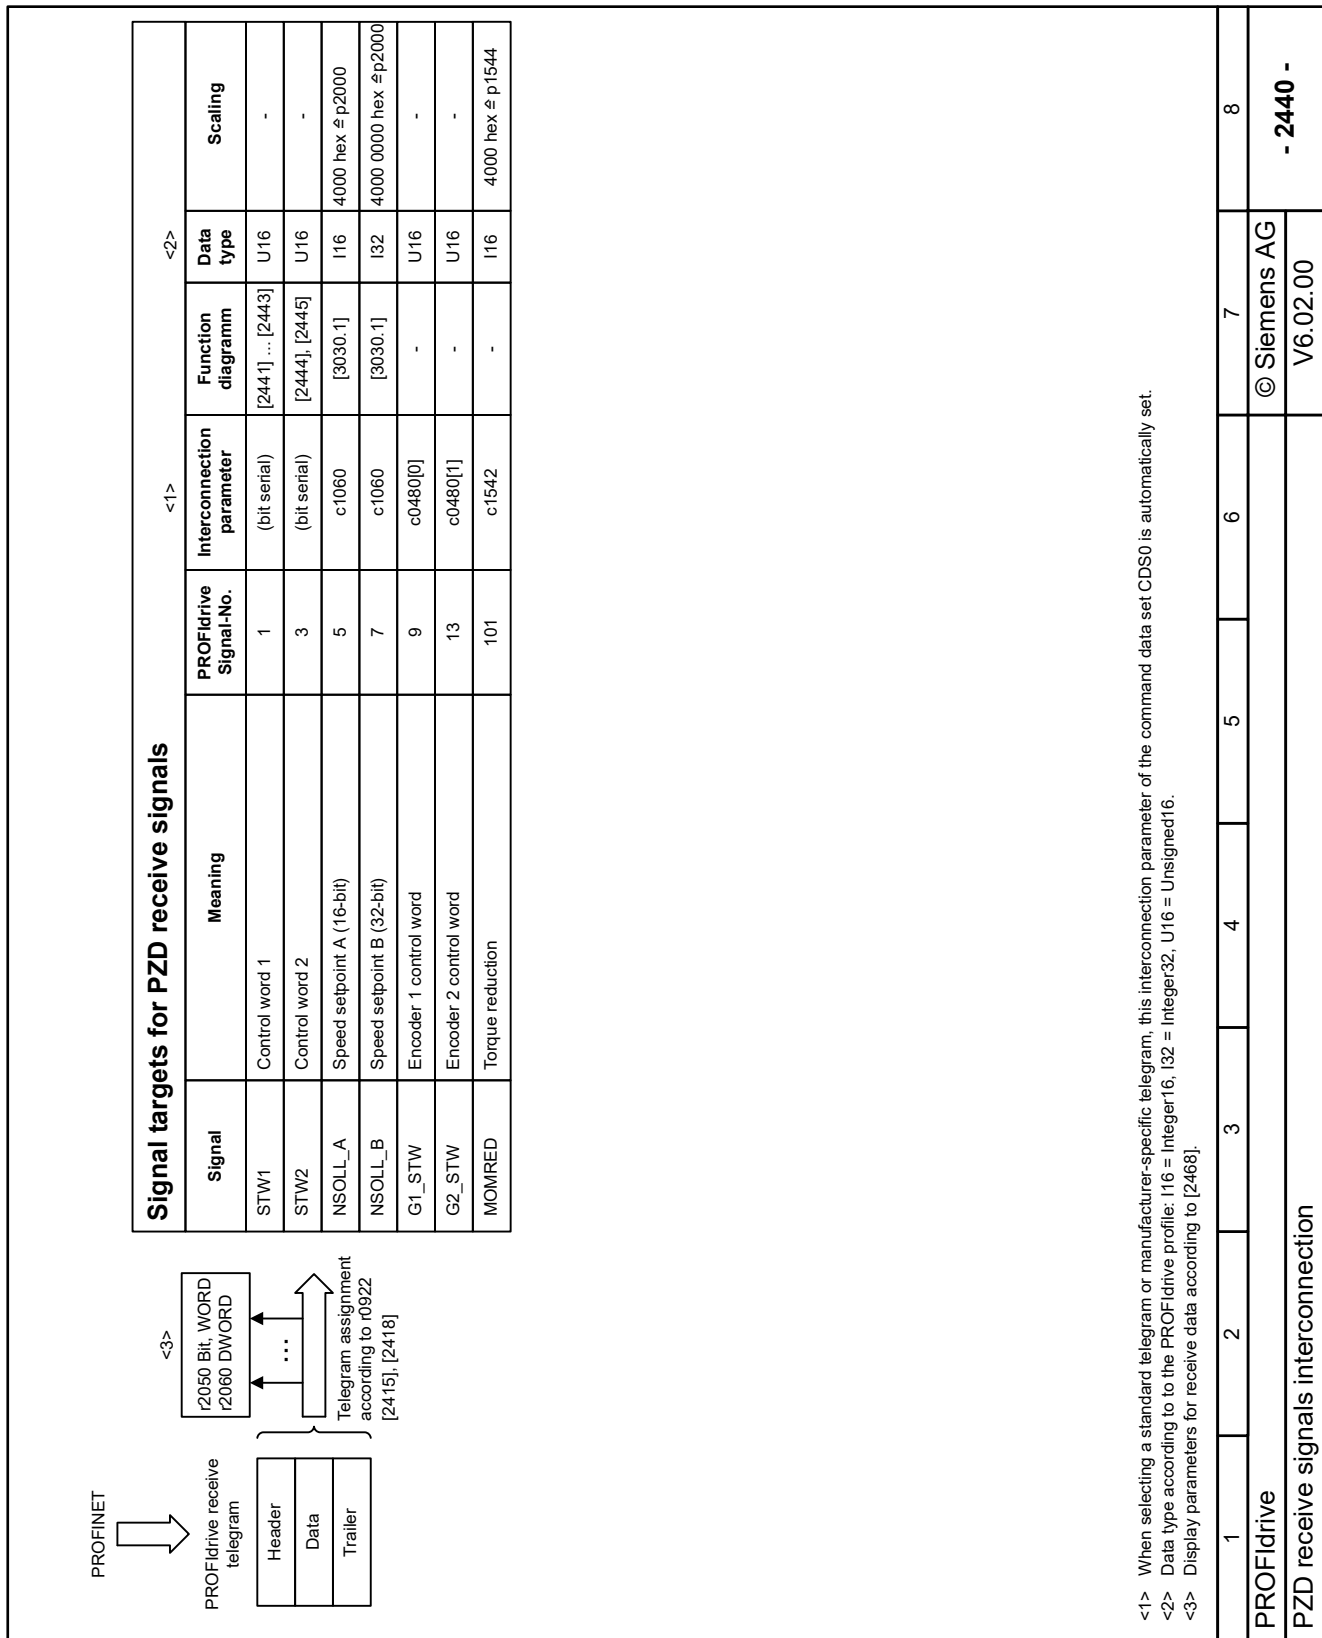 PROFINET
PROFIdrive receive
telegram
Header
Data
Trailer
<3>
r2050 Bit, WORD
r2060 DWORD
...
Telegram assignment
according to r0922
[2415], [2418]
Signal targets for PZD receive signals
<1>
<2>
Signal Meaning PROFIdrive Signal-No. Interconnection parameter Function diagramm Data type Scaling
STW1 Control word 1 1 (bit serial) [2441] ... [2443] U16 -
STW2 Control word 2 3 (bit serial) [2444], [2445] U16 -
NSOLL_A Speed setpoint A (16-bit) 5 c1060 [3030.1] I16 4000 hex ≙ p2000
NSOLL_B Speed setpoint B (32-bit) 7 c1060 [3030.1] I32 4000 0000 hex ≙p2000
G1_STW Encoder 1 control word 9 c0480[0] - U16 -
G2_STW Encoder 2 control word 13 c0480[1] - U16 -
MOMRED Torque reduction 101 c1542 - I16 4000 hex ≙ p1544
<1> When selecting a standard telegram or manufacturer-specific telegram, this interconnection parameter of the command data set CDS0 is automatically set.
<2> Data type according to to the PROFIdrive profile: I16 = Integer16, I32 = Integer32, U16 = Unsigned16.
<3> Display parameters for receive data according to [2468].
1 2 3 4 5 6 7 8
PROFIdrive © Siemens AG - 2440 -
PZD receive signals interconnection V6.02.00